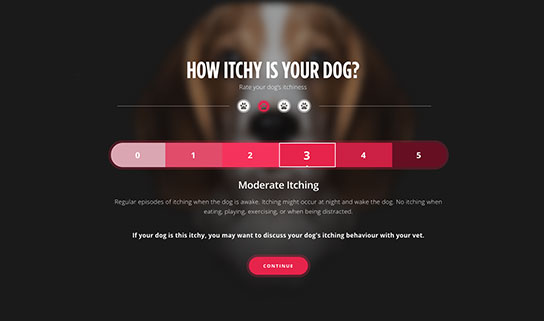 HOW ITCHY IS YOUR DOG?
Rate your dog's itchiness
0 1 2 3 4 5
Moderate Itching
Regular episodes of itching when the dog is awake. Itching might occur at night and wake the dog. No itching when
eating, playing, exercising, or when being distracted.
If your dog is this itchy, you may want to discuss your dog's itching behaviour with your vet.
CONTINUE